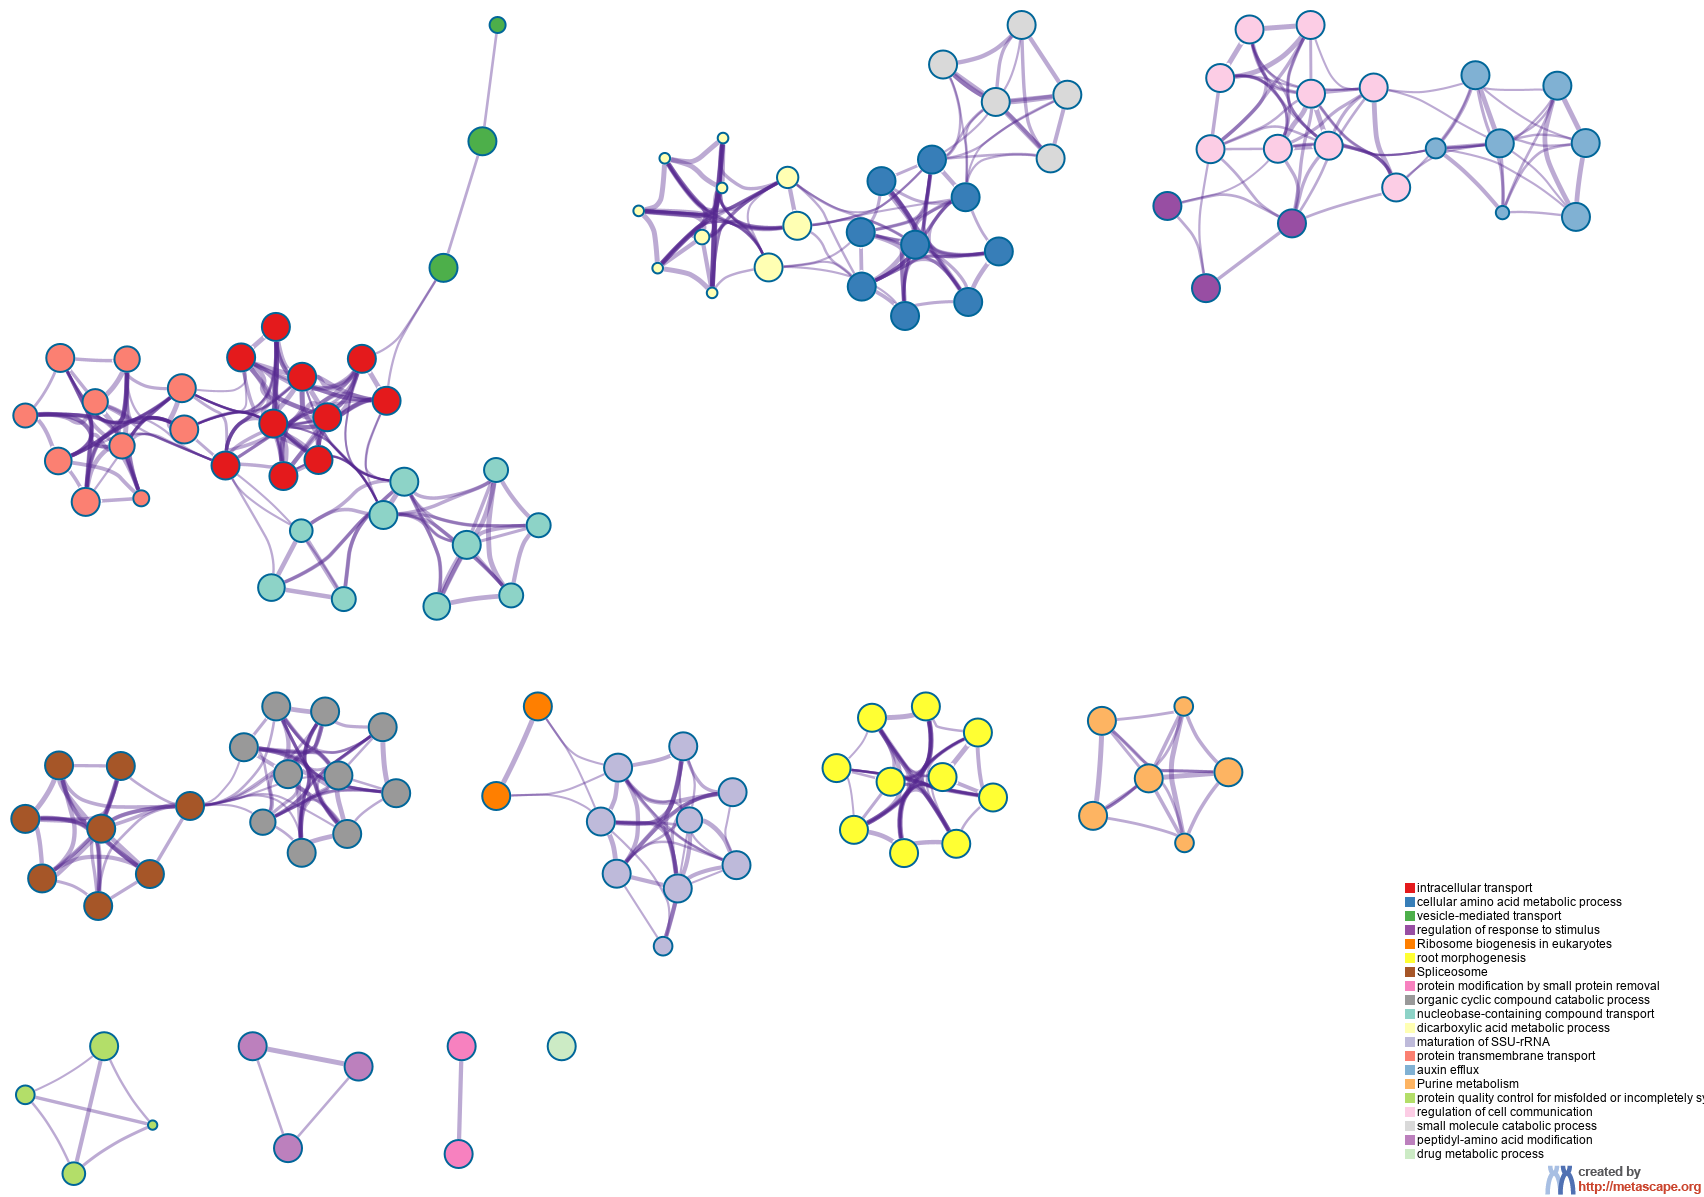 intracellular transport
cellular amino acid metabolic process
vesicle-mediated transport
regulation of response to stimulus
Ribosome biogenesis in eukaryotes
root morphogenesis
Spliceosome
protein modification by small protein removal
organic cyclic compound catabolic process
nucleobase-containing compound transport
dicarboxylic acid metabolic process
maturation of SSU-rRNA
protein transmembrane transport
auxin efflux
Purine metabolism
protein quality control for misfolded or incompletely
regulation of cell communication
small molecule catabolic process
peptidyl-amino acid modification
drug metabolic process
created by
http://metascape.org